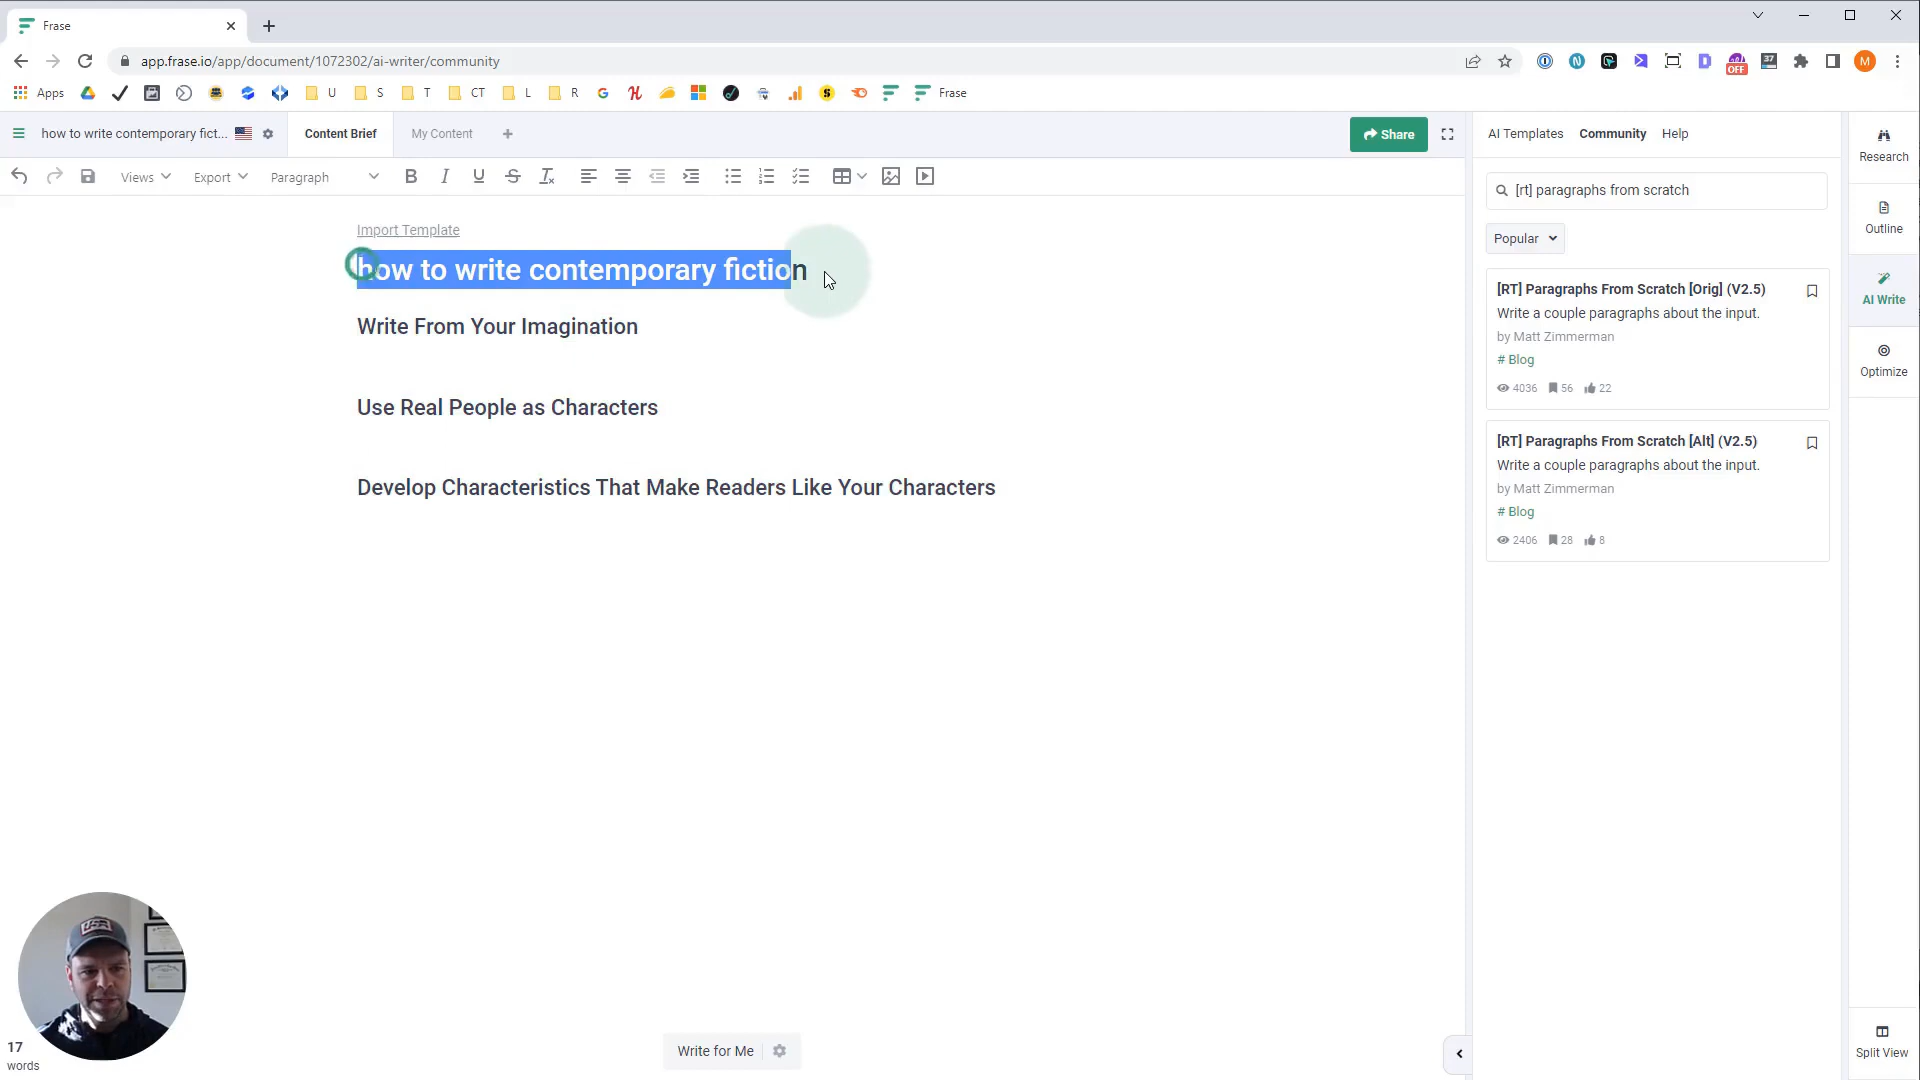 Frase
app.frase.io/app/document/1072302/ai-writer/community
OFF
37
M
Apps
U
S
T
CT
L
R
Frase
how to write contemporary fict...
Content Brief
My Content
Share
AI Templates
Community
Help
Views
Export
Paragraph
Research
Outline
AI Write
Optimize
Split View
[rt] paragraphs from scratch
Popular
[RT] Paragraphs From Scratch [Orig] (V2.5)
Write a couple paragraphs about the input.
by Matt Zimmerman
# Blog
4036 56 22
[RT] Paragraphs From Scratch [Alt] (V2.5)
Write a couple paragraphs about the input.
by Matt Zimmerman
# Blog
2406 28 8
Import Template
how to write contemporary fiction
Write From Your Imagination
Use Real People as Characters
Develop Characteristics That Make Readers Like Your Characters
17
words
Write for Me